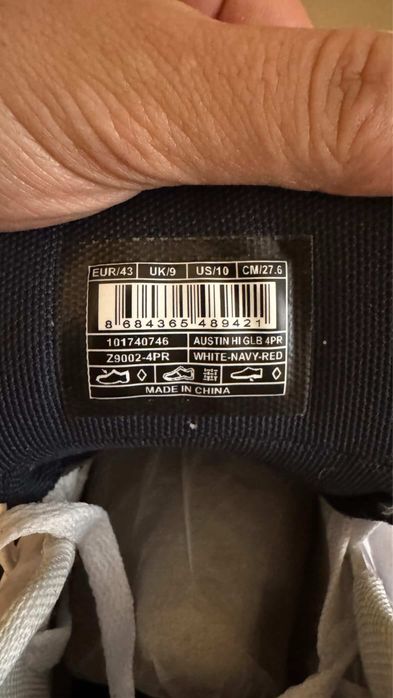 EUR/43 UK/9 US/10 CM/27.6
8 684365 489421
101740746 AUSTIN HI GLB 4PR
Z9002-4PR WHITE-NAVY-RED
MADE IN CHINA